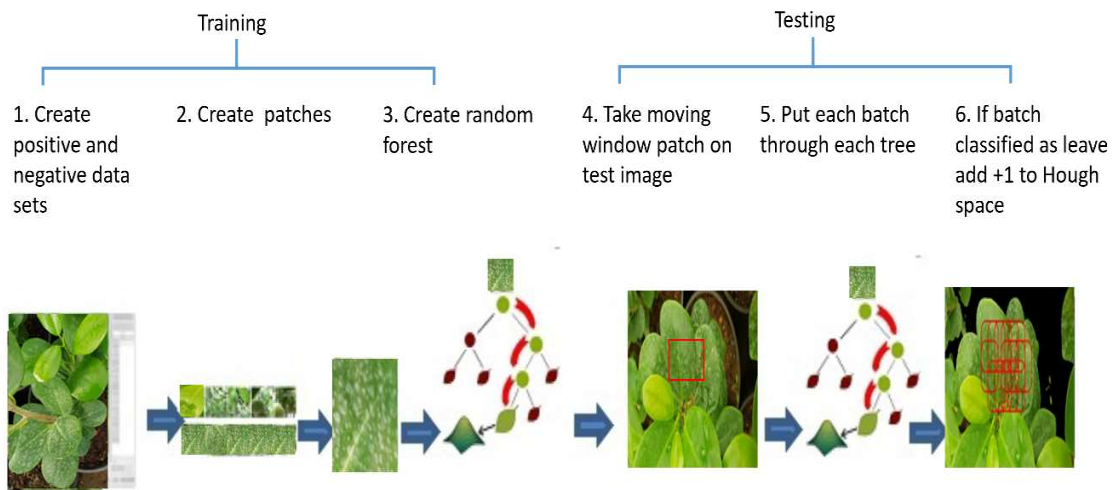 Training
1. Create
positive and
negative data
sets
2. Create patches
3. Create random
forest
Testing
4. Take moving
window patch on
test image
5. Put each batch
through each tree
6. If batch
classified as leave
add +1 to Hough
space